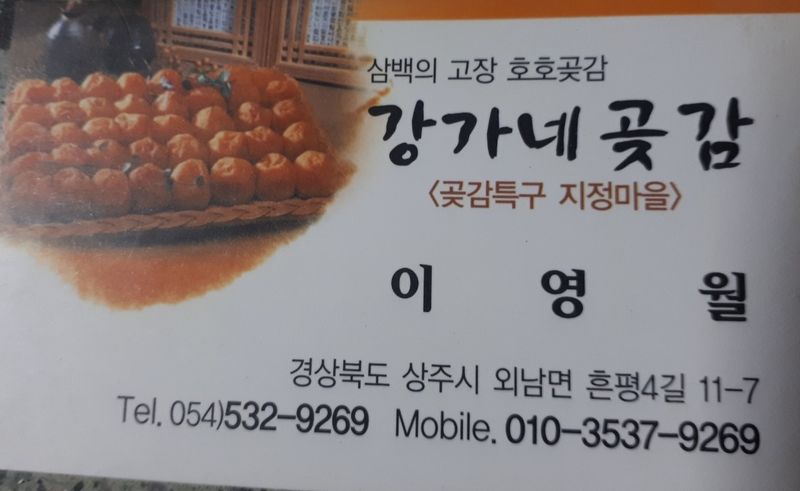 삼백의 고장 호호곶감
강가네 곶감
<곶감특구 지정마을>
이 영 월
경상북도 상주시 외남면 흔평4길 11-7
Tel. 054)532-9269 Mobile. 010-3537-9269